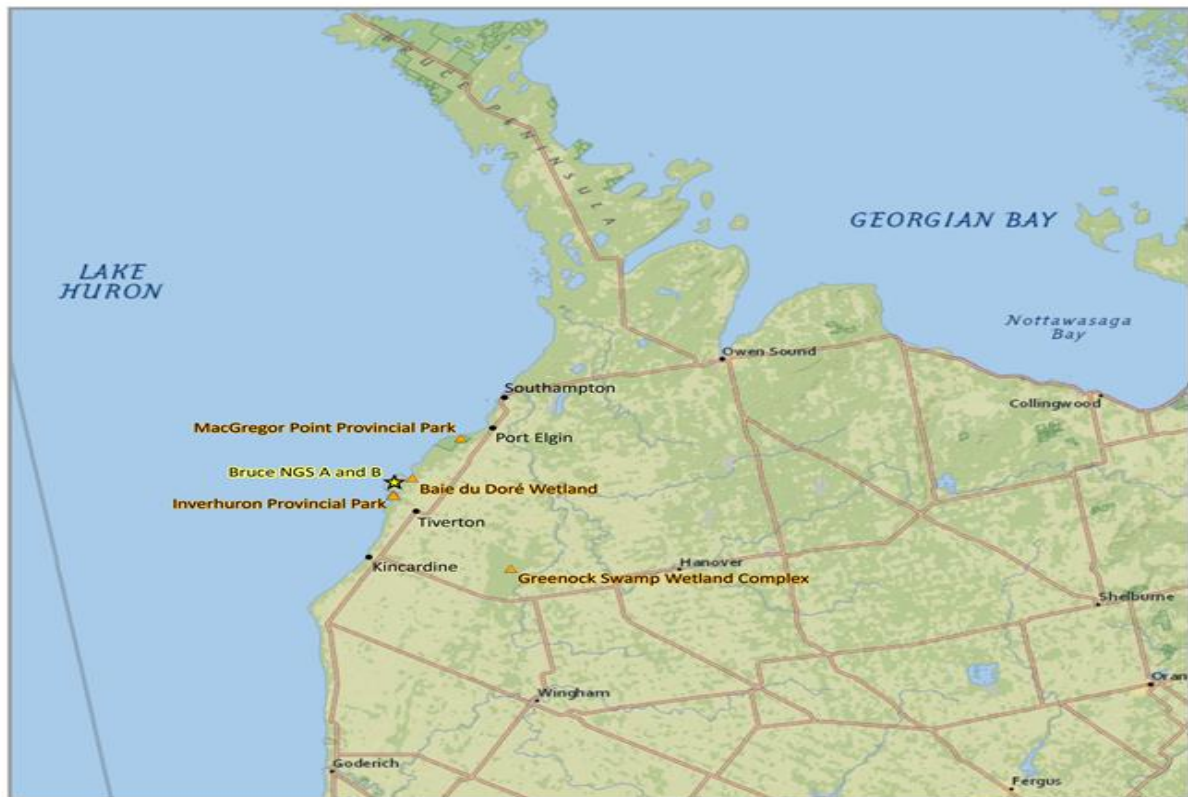 BRUCE PENINSULA
LAKE
HURON
GEORGIAN BAY
Nottawasaga
Bay
Owen Sound
Southampton
Collingwood
MacGregor Point Provincial Park
Port Elgin
Bruce NGS A and B
Baie du Doré Wetland
Inverhuron Provincial Park
Tiverton
Kincardine
Hanover
Greenock Swamp Wetland Complex
Shelburne
Oran
Wingham
Goderich
Fergus